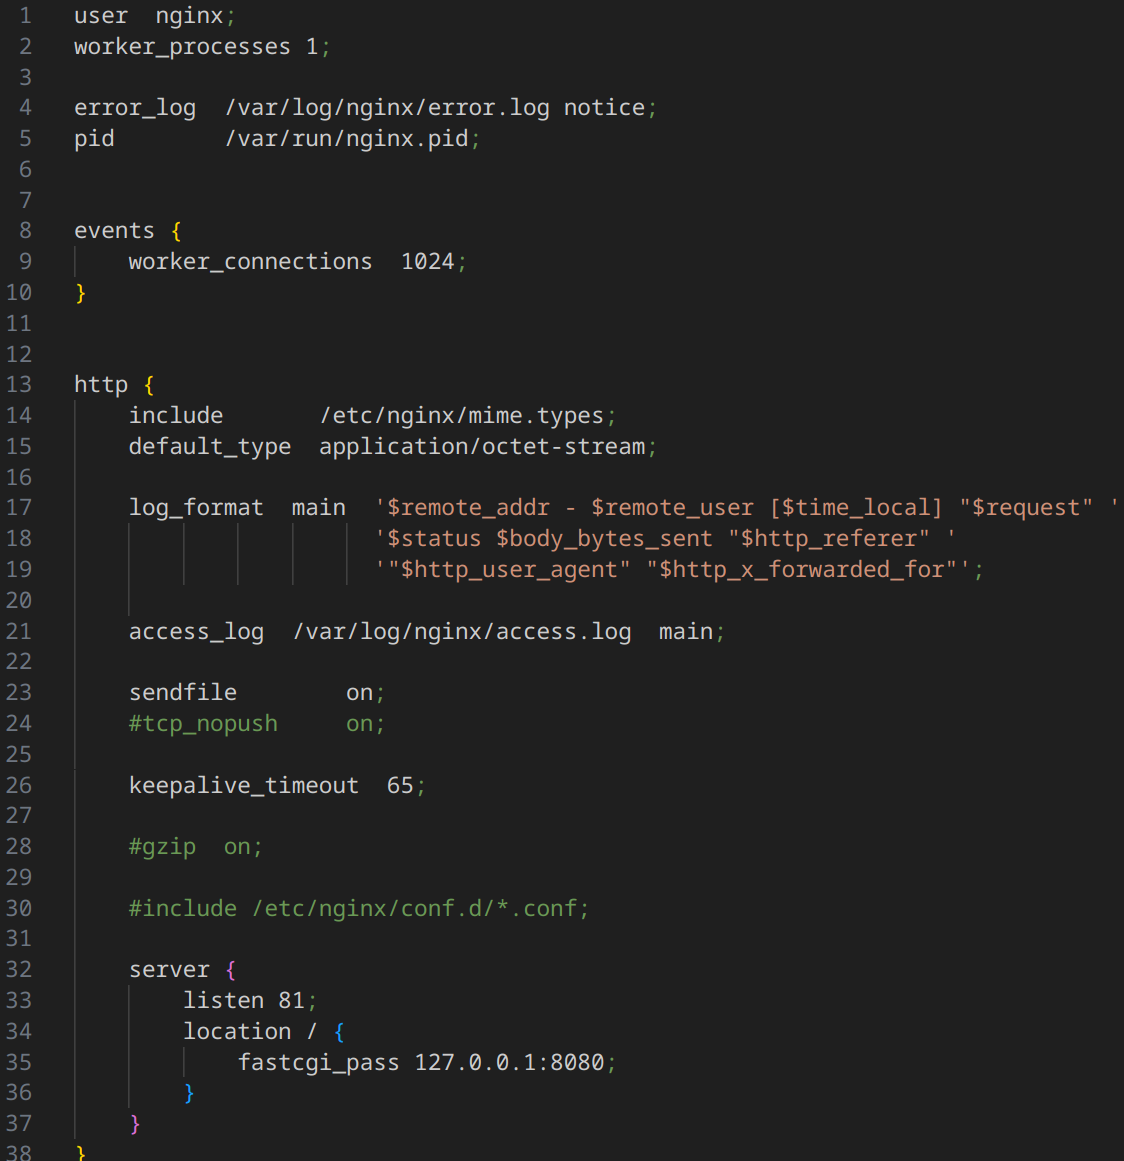 1 user  nginx;
2 worker_processes 1;
3
4 error_log  /var/log/nginx/error.log notice;
5 pid        /var/run/nginx.pid;
6
7
8 events {
9     worker_connections  1024;
10 }
11
12
13 http {
14     include       /etc/nginx/mime.types;
15     default_type  application/octet-stream;
16
17     log_format  main  '$remote_addr - $remote_user [$time_local] "$request" '
18                       '$status $body_bytes_sent "$http_referer" '
19                       '"$http_user_agent" "$http_x_forwarded_for"';
20
21     access_log  /var/log/nginx/access.log  main;
22
23     sendfile        on;
24     #tcp_nopush     on;
25
26     keepalive_timeout  65;
27
28     #gzip  on;
29
30     #include /etc/nginx/conf.d/*.conf;
31
32     server {
33         listen 81;
34         location / {
35             fastcgi_pass 127.0.0.1:8080;
36         }
37     }
38 }